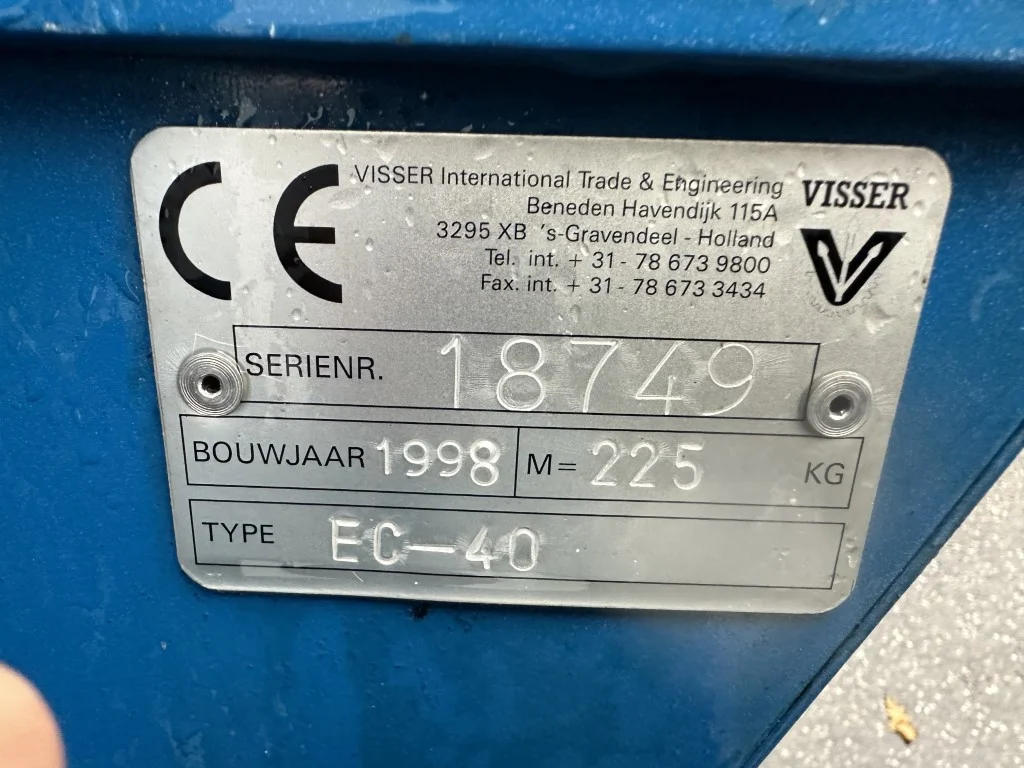 CE
VISSER International Trade & Engineering
Beneden Havendijk 115A
3295 XB 's-Gravendeel - Holland
Tel. int. + 31 - 78 673 9800
Fax. int. + 31 - 78 673 3434
VISSER
V
SERIENR. 18749
BOUWJAAR 1998 M= 225 KG
TYPE EC-40